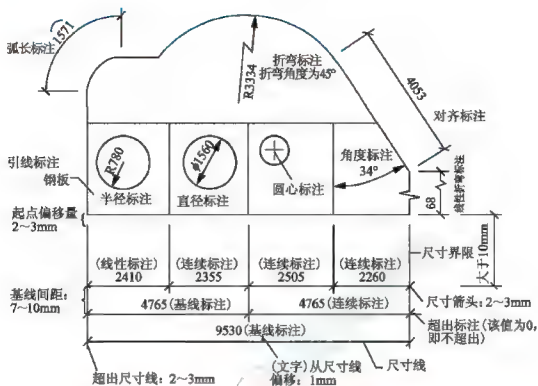 弧长标注
1571
R3334
折弯标注
折弯角度为45°
4053
对齐标注
引线标注
钢板
R780
半径标注
ϕ1560
直径标注
圆心标注
角度标注
34°
68
线性折弯标注
起点偏移量
2～3mm
(线性标注)
2410
(连续标注)
2355
(连续标注)
2505
(连续标注)
2260
尺寸界限
大于10mm
基线间距：
7～10mm
4765(基线标注)
4765(连续标注)
尺寸箭头：2～3mm
9530(基线标注)
超出标注(该值为0,
即不超出)
超出尺寸线：2～3mm
(文字)从尺寸线
偏移：1mm
尺寸线